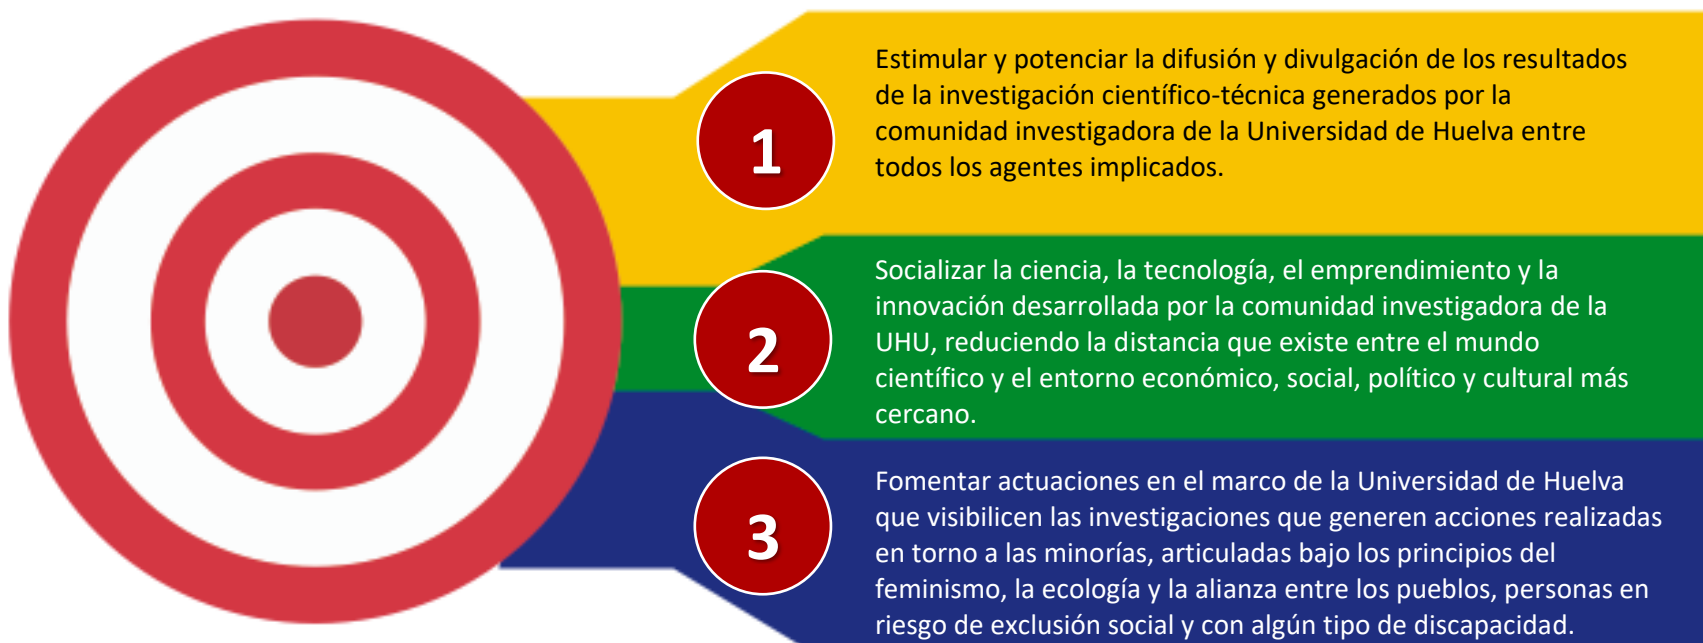 1
Estimular y potenciar la difusión y divulgación de los resultados
de la investigación científico-técnica generados por la
comunidad investigadora de la Universidad de Huelva entre
todos los agentes implicados.
2
Socializar la ciencia, la tecnología, el emprendimiento y la
innovación desarrollada por la comunidad investigadora de la
UHU, reduciendo la distancia que existe entre el mundo
científico y el entorno económico, social, político y cultural más
cercano.
3
Fomentar actuaciones en el marco de la Universidad de Huelva
que visibilicen las investigaciones que generen acciones realizadas
en torno a las minorías, articuladas bajo los principios del
feminismo, la ecología y la alianza entre los pueblos, personas en
riesgo de exclusión social y con algún tipo de discapacidad.